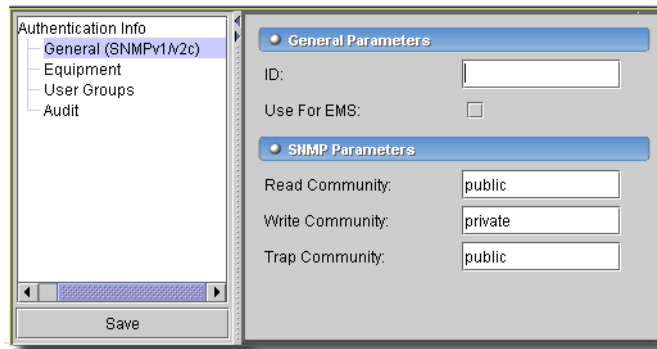 Authentication Info
General (SNMPv1/v2c)
Equipment
User Groups
Audit
Save
General Parameters
ID:
Use For EMS:
SNMP Parameters
Read Community: public
Write Community: private
Trap Community: public